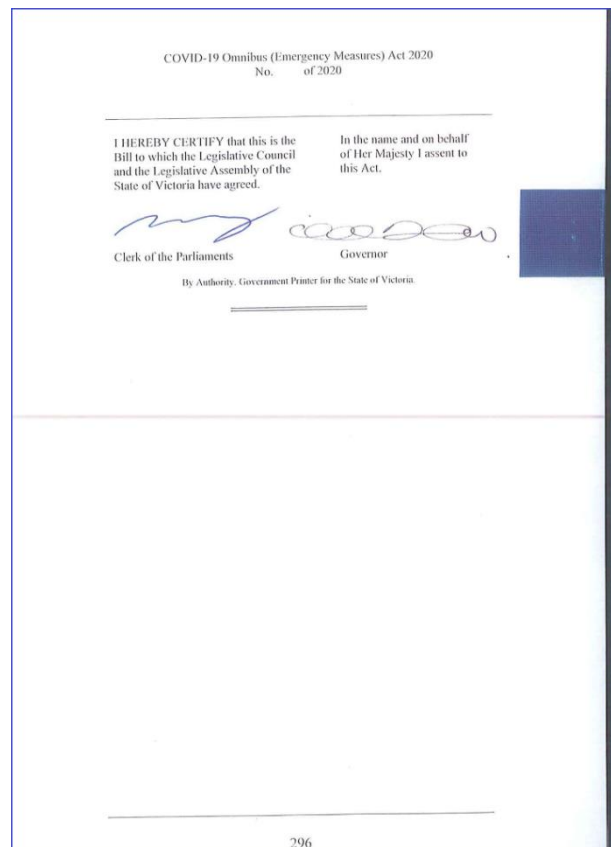 COVID-19 Omnibus (Emergency Measures) Act 2020
No. of 2020
I HEREBY CERTIFY that this is the
Bill to which the Legislative Council
and the Legislative Assembly of the
State of Victoria have agreed.
In the name and on behalf
of Her Majesty I assent to
this Act.
Clerk of the Parliaments
Governor
By Authority. Government Printer for the State of Victoria.
296